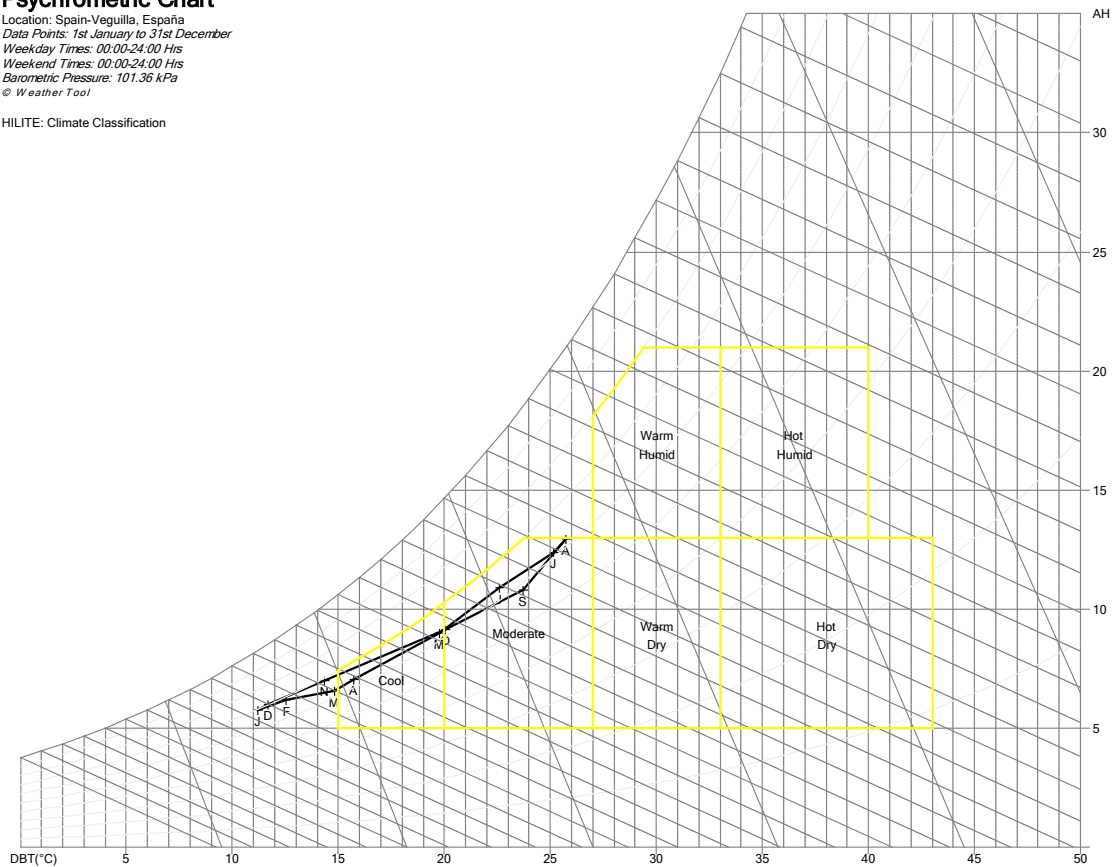 Psychrometric Chart
Location: Spain-Veguilla, España
Data Points: 1st January to 31st December
Weekday Times: 00:00-24:00 Hrs
Weekend Times: 00:00-24:00 Hrs
Barometric Pressure: 101.36 kPa
© Weather Tool
HILITE: Climate Classification
AH
30
25
20
15
10
5
Warm
Humid
Hot
Humid
Moderate
Warm
Dry
Hot
Dry
Cool
A
J
J
S
M
N
M
A
J
D
F
DBT(°C)
5
10
15
20
25
30
35
40
45
50